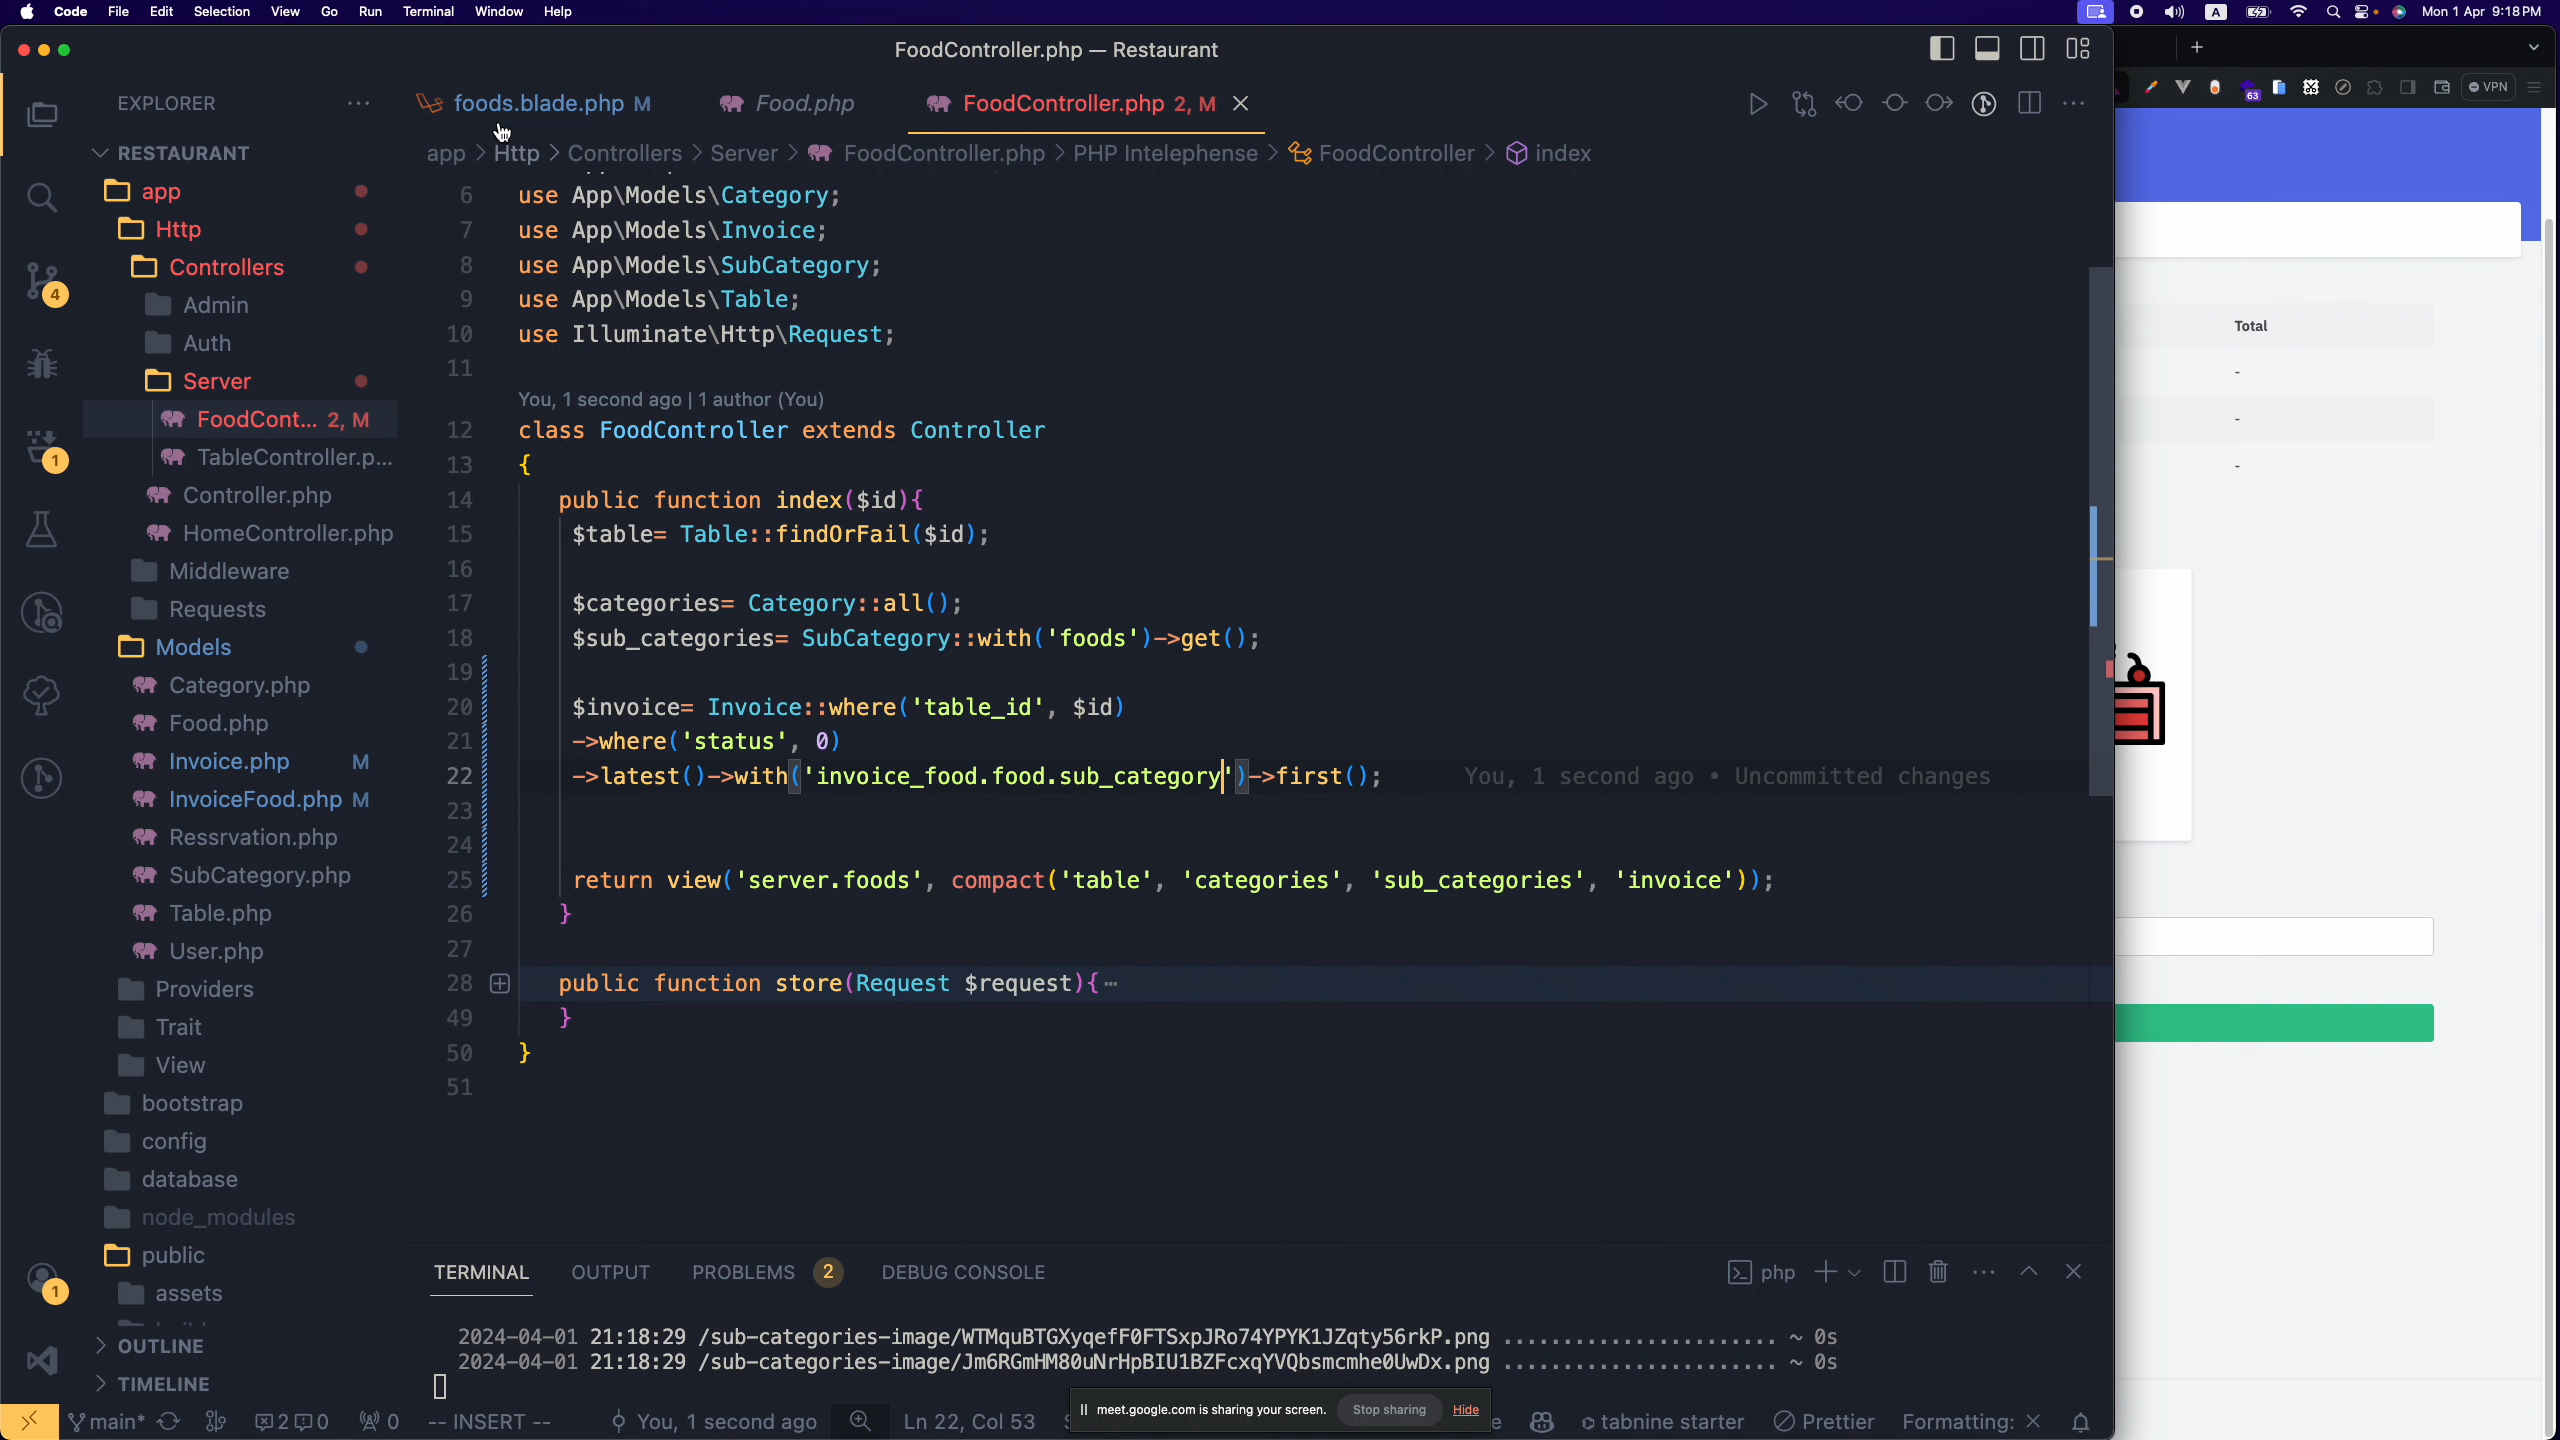 Code File Edit Selection View Go Run Terminal Window Help
A
Mon 1 Apr 9:18 PM
FoodController.php — Restaurant
63
VPN
EXPLORER
foods.blade.php M
Food.php
FoodController.php 2, M
app > Http > Controllers > Server > FoodController.php > PHP Intelephense > FoodController > index
RESTAURANT
app
Http
Controllers
Admin
Auth
Server
FoodCont... 2, M
TableController.p...
Controller.php
HomeController.php
Middleware
Requests
Models
Category.php
Food.php
Invoice.php M
InvoiceFood.php M
Ressrvation.php
SubCategory.php
Table.php
User.php
Providers
Trait
View
bootstrap
config
database
node_modules
public
assets
OUTLINE
TIMELINE
4
1
1
6 use App\Models\Category;
7 use App\Models\Invoice;
8 use App\Models\SubCategory;
9 use App\Models\Table;
10 use Illuminate\Http\Request;
11
You, 1 second ago | 1 author (You)
12 class FoodController extends Controller
13 {
14 public function index($id){
15 $table= Table::findOrFail($id);
16
17 $categories= Category::all();
18 $sub_categories= SubCategory::with('foods')->get();
19
20 $invoice= Invoice::where('table_id', $id)
21 ->where('status', 0)
22 ->latest()->with('invoice_food.food.sub_category')->first(); You, 1 second ago • Uncommitted changes
23
24
25 return view('server.foods', compact('table', 'categories', 'sub_categories', 'invoice'));
26 }
27
28 public function store(Request $request){⋯
49 }
50 }
51
Total
-
-
-
TERMINAL OUTPUT PROBLEMS 2 DEBUG CONSOLE
php
2024-04-01 21:18:29 /sub-categories-image/WTMquBTGXyqefF0FTSxpJRo74YPYK1JZqty56rkP.png ........................ ~ 0s
2024-04-01 21:18:29 /sub-categories-image/Jm6RGmHM80uNrHpBIU1BZFcxqYVQbsmcmhe0UwDx.png ........................ ~ 0s
meet.google.com is sharing your screen. Stop sharing Hide
main* 2 0 0 -- INSERT -- You, 1 second ago Ln 22, Col 53 tabnine starter Prettier Formatting: ×